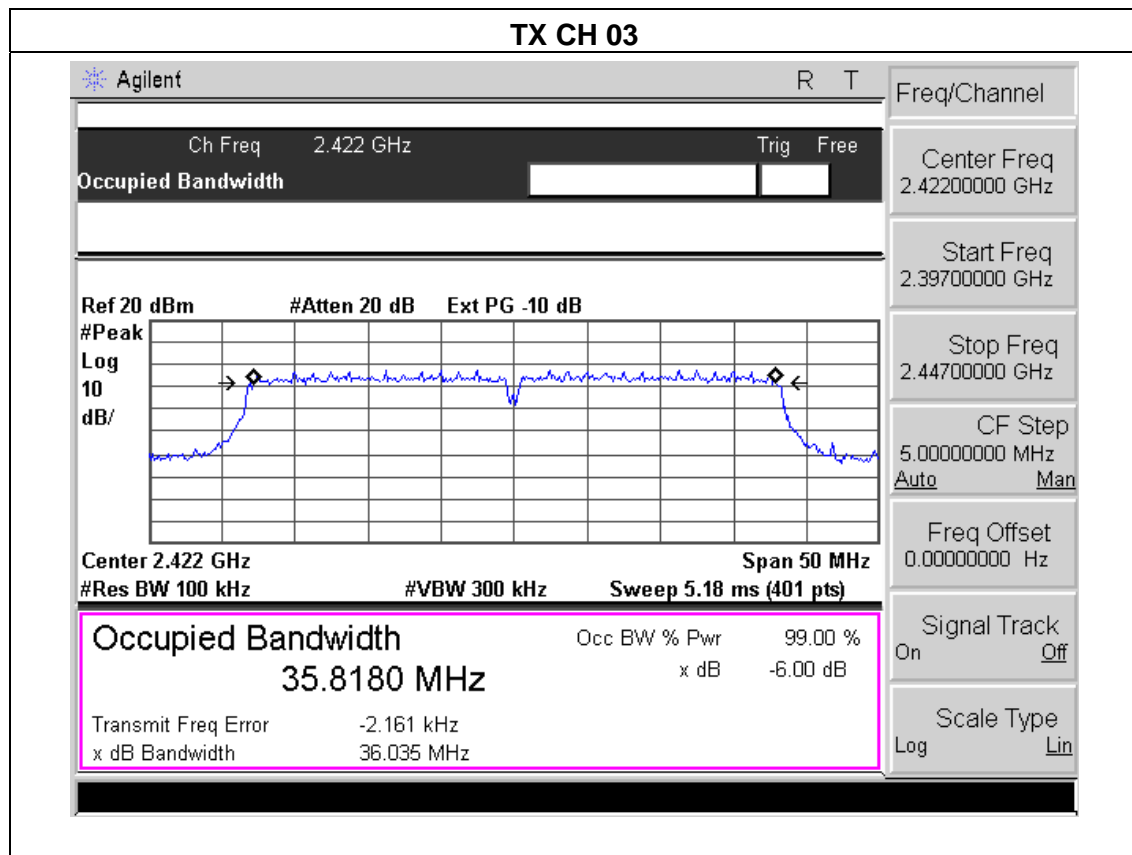 TX CH 03
Agilent R T
Ch Freq 2.422 GHz Trig Free
Occupied Bandwidth
Ref 20 dBm #Atten 20 dB Ext PG -10 dB
#Peak
Log
10
dB/
Center 2.422 GHz Span 50 MHz
#Res BW 100 kHz #VBW 300 kHz Sweep 5.18 ms (401 pts)
Occupied Bandwidth Occ BW % Pwr 99.00 %
35.8180 MHz x dB -6.00 dB
Transmit Freq Error -2.161 kHz
x dB Bandwidth 36.035 MHz
Freq/Channel
Center Freq
2.42200000 GHz
Start Freq
2.39700000 GHz
Stop Freq
2.44700000 GHz
CF Step
5.00000000 MHz
Auto Man
Freq Offset
0.00000000 Hz
Signal Track
On Off
Scale Type
Log Lin